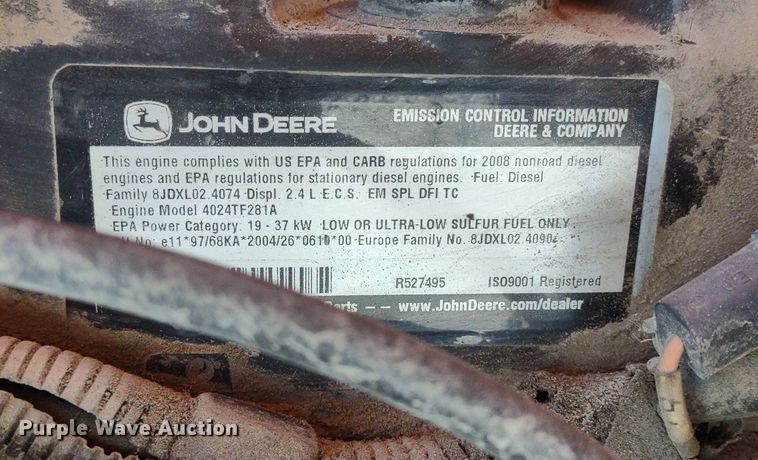 JOHN DEERE
EMISSION CONTROL INFORMATION
DEERE & COMPANY
This engine complies with US EPA and CARB regulations for 2008 nonroad diesel
engines and EPA regulations for stationary diesel engines. Fuel: Diesel
Family 8JDXL02.4074 Displ. 2.4 L E.C.S. EM SPL DFI TC
Engine Model 4024TF281A
EPA Power Category: 19 - 37 kW LOW OR ULTRA-LOW SULFUR FUEL ONLY
No: e11*97/68KA*2004/26*0610*00 Europe Family No. 8JDXL02.4090
R527495 ISO9001 Registered
Parts -- www.JohnDeere.com/dealer
Purple Wave Auction